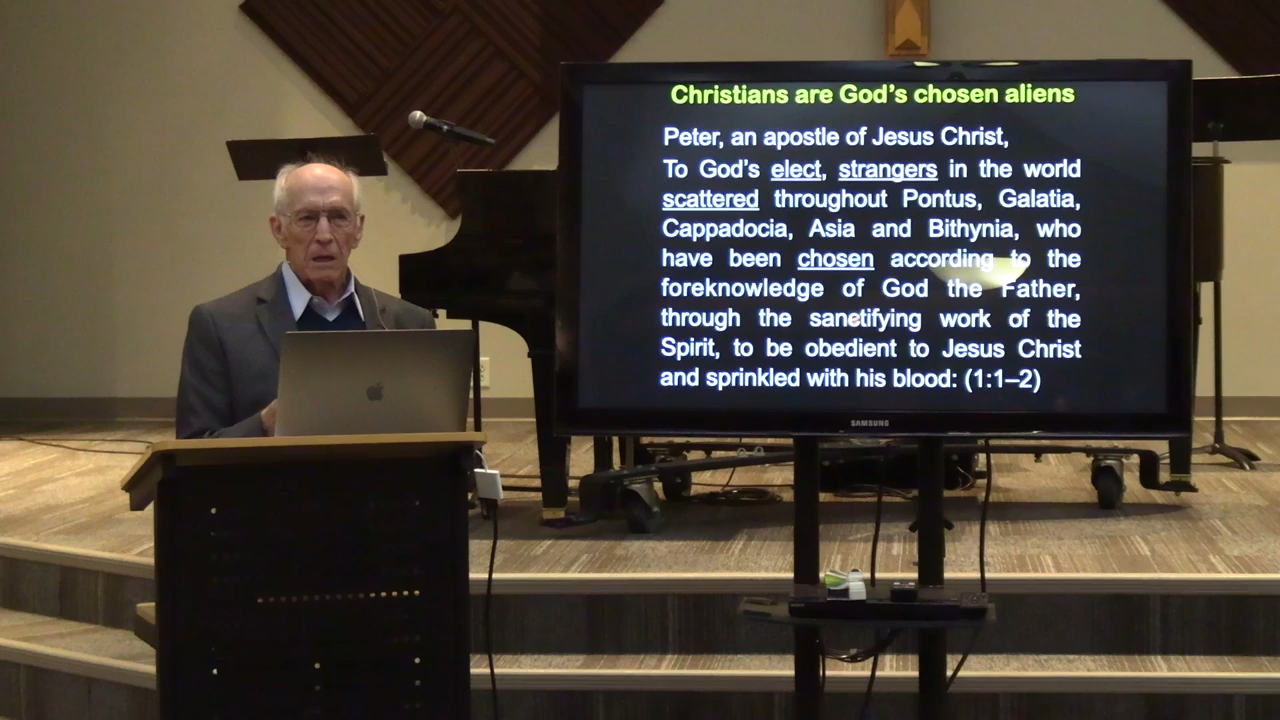 Christians are God's chosen aliens
Peter, an apostle of Jesus Christ,
To God's elect, strangers in the world
scattered throughout Pontus, Galatia,
Cappadocia, Asia and Bithynia, who
have been chosen according to the
foreknowledge of God the Father,
through the sanctifying work of the
Spirit, to be obedient to Jesus Christ
and sprinkled with his blood: (1:1–2)
SAMSUNG